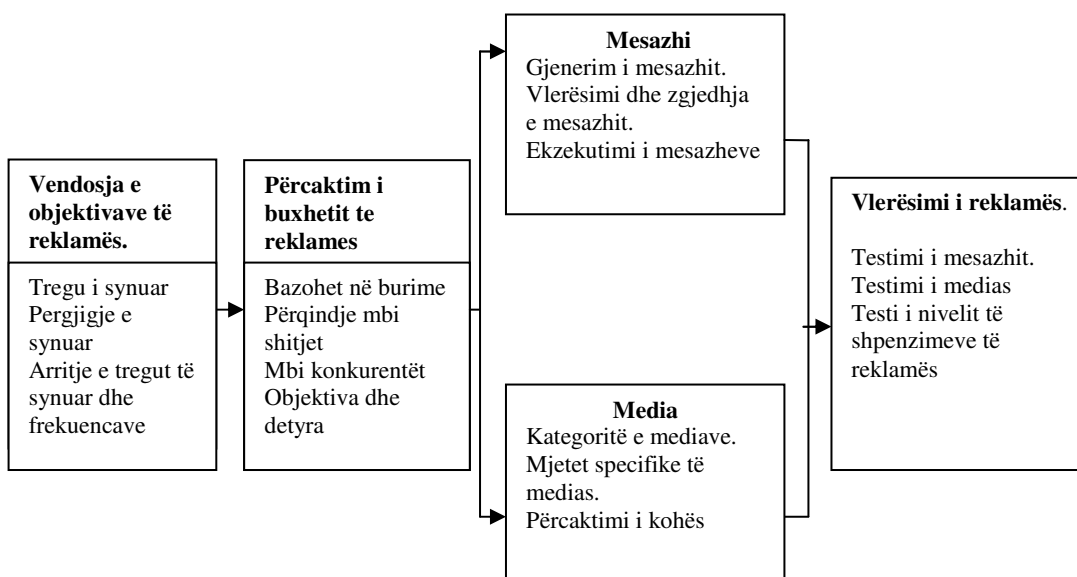 Vendosja e
objektivave të
reklamës.
Tregu i synuar
Pergjigje e
synuar
Arritje e tregut të
synuar dhe
frekuencave
Përcaktim i
buxhetit te
reklames
Bazohet në burime
Përqindje mbi
shitjet
Mbi konkurentët
Objektiva dhe
detyra
Mesazhi
Gjenerim i mesazhit.
Vlerësimi dhe zgjedhja
e mesazhit.
Ekzekutimi i mesazheve
Media
Kategoritë e mediave.
Mjetet specifike të
medias.
Përcaktimi i kohës
Vlerësimi i reklamës.
Testimi i mesazhit.
Testimi i medias
Testi i nivelit të
shpenzimeve të
reklamës